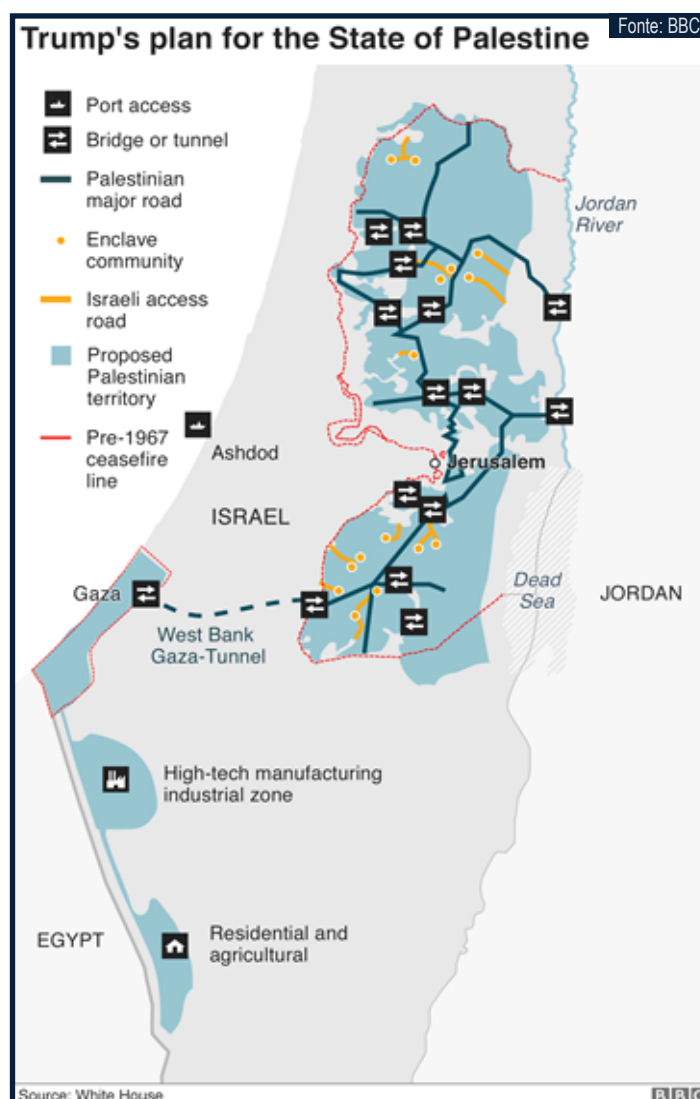 Fonte: BBC
Trump's plan for the State of Palestine
Port access
Bridge or tunnel
Palestinian
major road
Enclave
community
Israeli access
road
Proposed
Palestinian
territory
Pre-1967
ceasefire
line
Jordan
River
Ashdod
Jerusalem
ISRAEL
Gaza
West Bank
Gaza-Tunnel
Dead
Sea
JORDAN
High-tech manufacturing
industrial zone
EGYPT
Residential and
agricultural
Source: White House
BBC